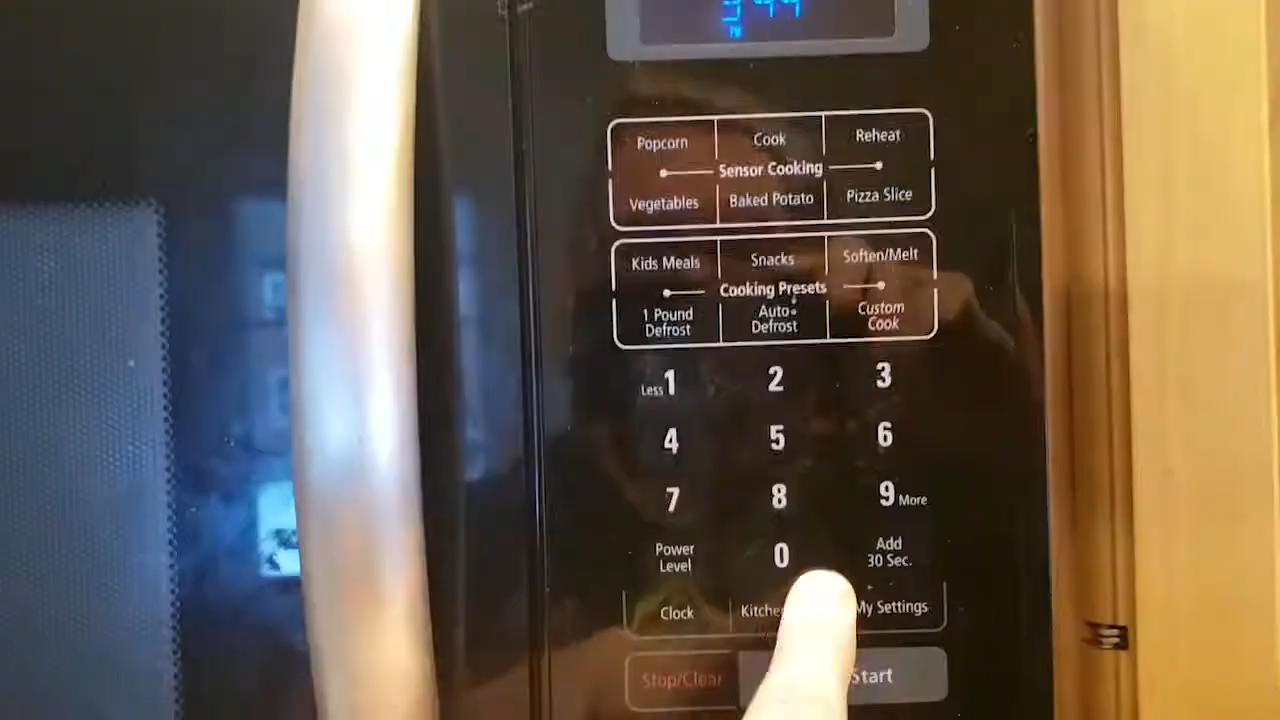 Popcorn Cook Reheat
Sensor Cooking
Vegetables Baked Potato Pizza Slice
Kids Meals Snacks Soften/Melt
Cooking Presets
1 Pound Defrost Auto Defrost Custom Cook
Less 1 2 3
4 5 6
7 8 9 More
Power Level 0 Add 30 Sec.
Clock My Settings
Stop/Clear Start